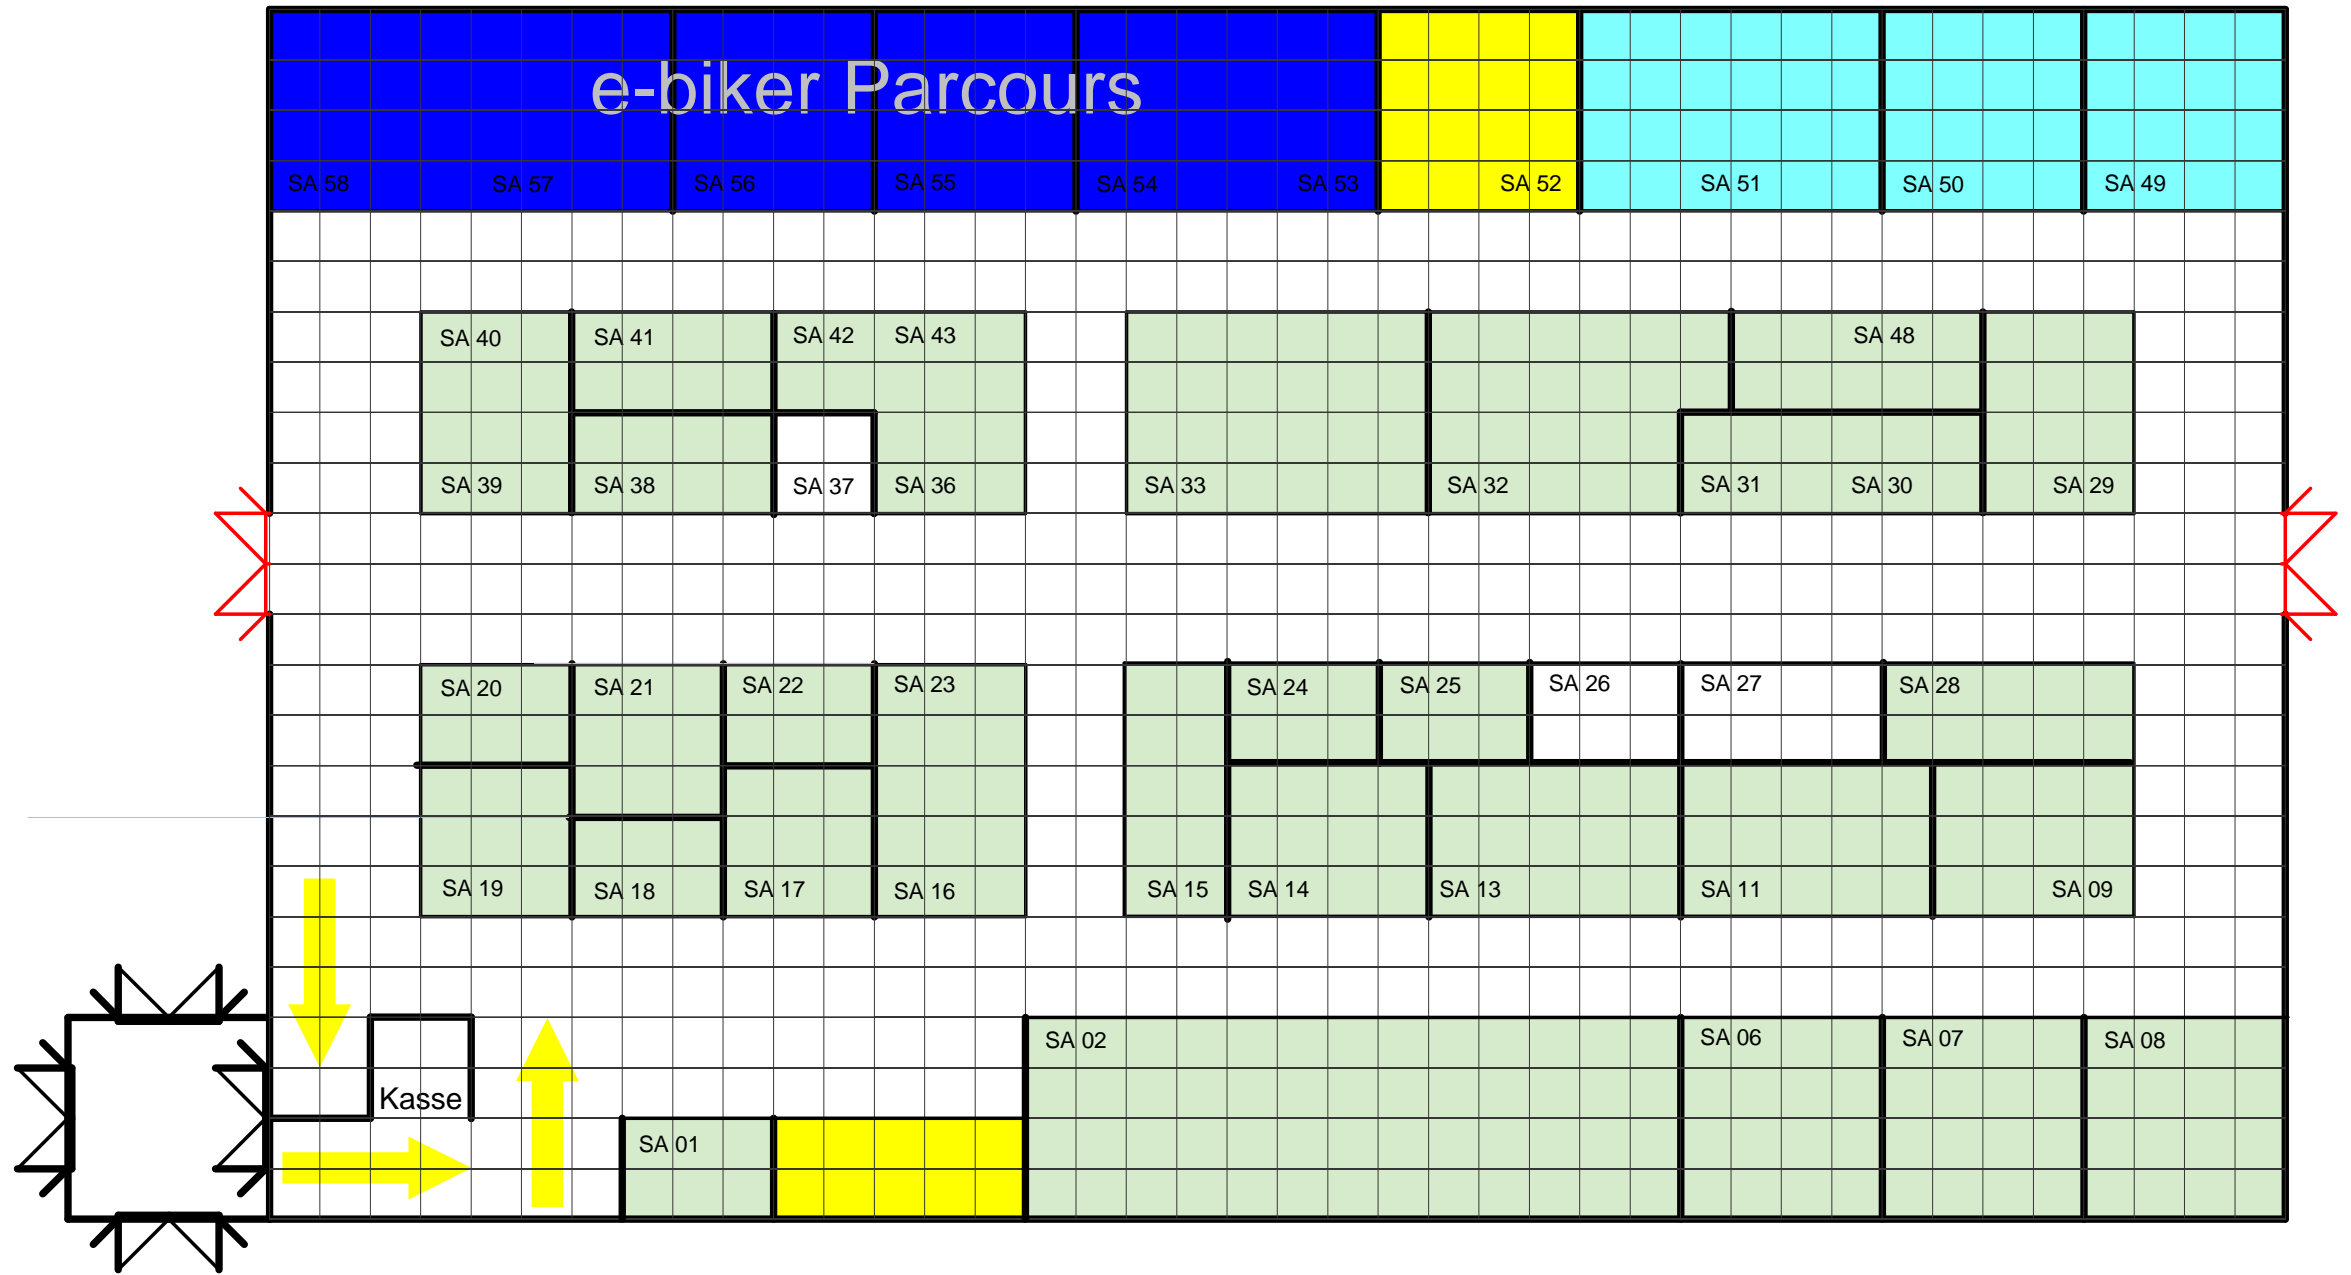 e-biker Parcours
SA 58 SA 57 SA 56 SA 55 SA 54 SA 53 SA 52 SA 51 SA 50 SA 49
SA 40 SA 41 SA 42 SA 43 SA 48
SA 39 SA 38 SA 37 SA 36 SA 33 SA 32 SA 31 SA 30 SA 29
SA 20 SA 21 SA 22 SA 23 SA 24 SA 25 SA 26 SA 27 SA 28
SA 19 SA 18 SA 17 SA 16 SA 15 SA 14 SA 13 SA 11 SA 09
SA 02 SA 06 SA 07 SA 08
Kasse
SA 01